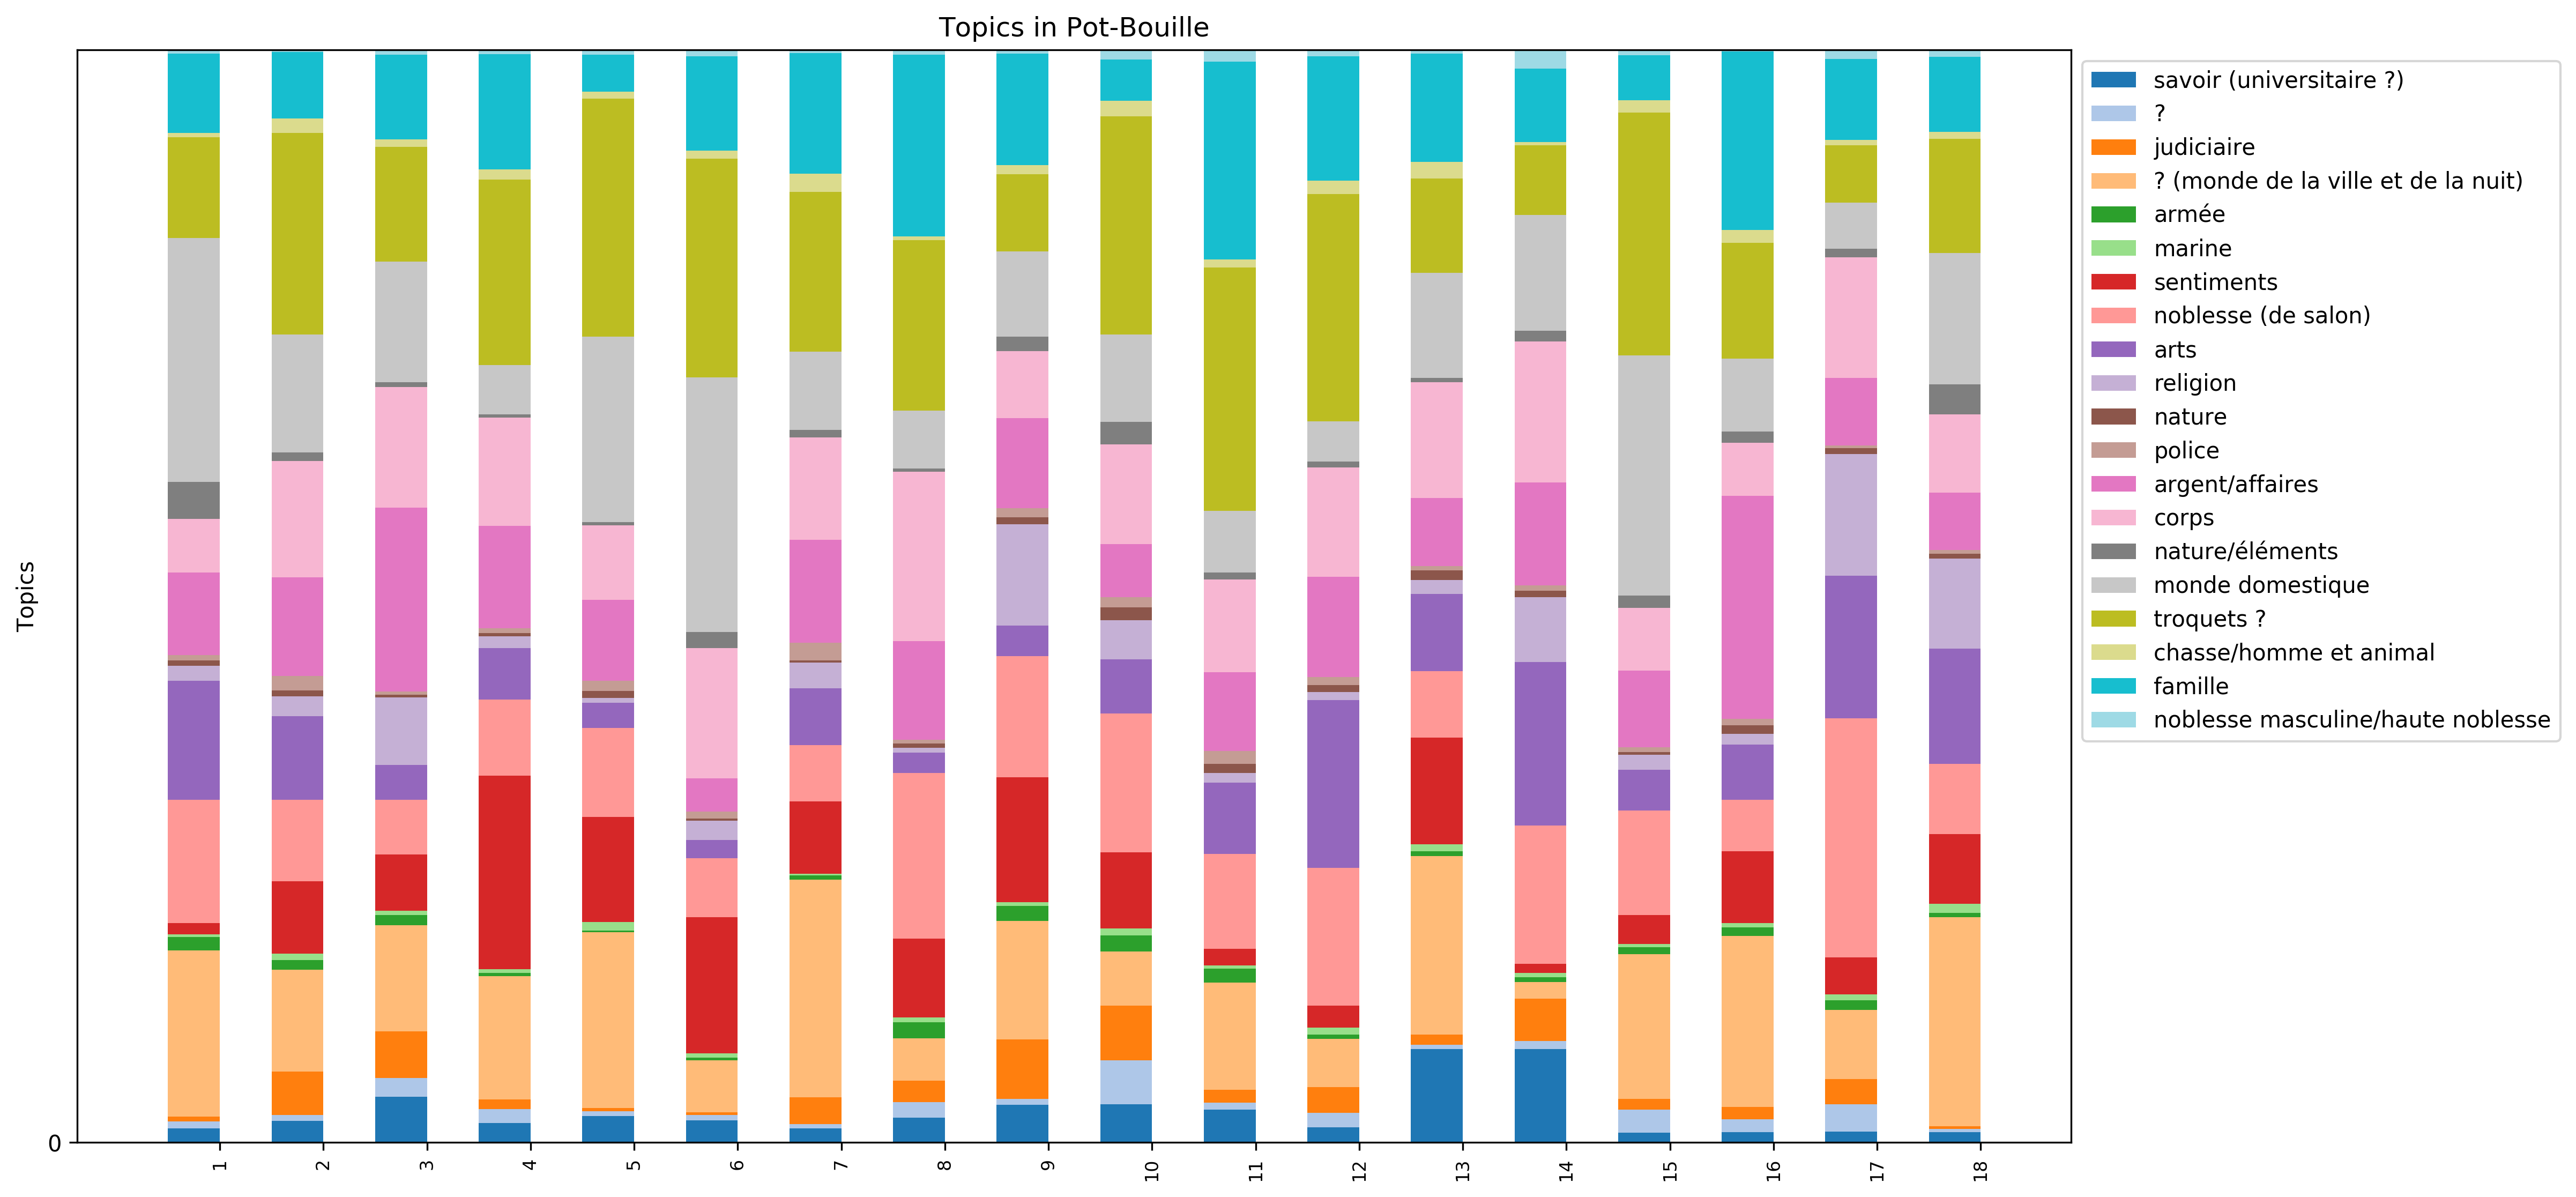 Topics in Pot-Bouille
Topics
0
1
2
3
4
5
6
7
8
9
10
11
12
13
14
15
16
17
18
savoir (universitaire ?)
?
judiciaire
? (monde de la ville et de la nuit)
armée
marine
sentiments
noblesse (de salon)
arts
religion
nature
police
argent/affaires
corps
nature/éléments
monde domestique
troquets ?
chasse/homme et animal
famille
noblesse masculine/haute noblesse